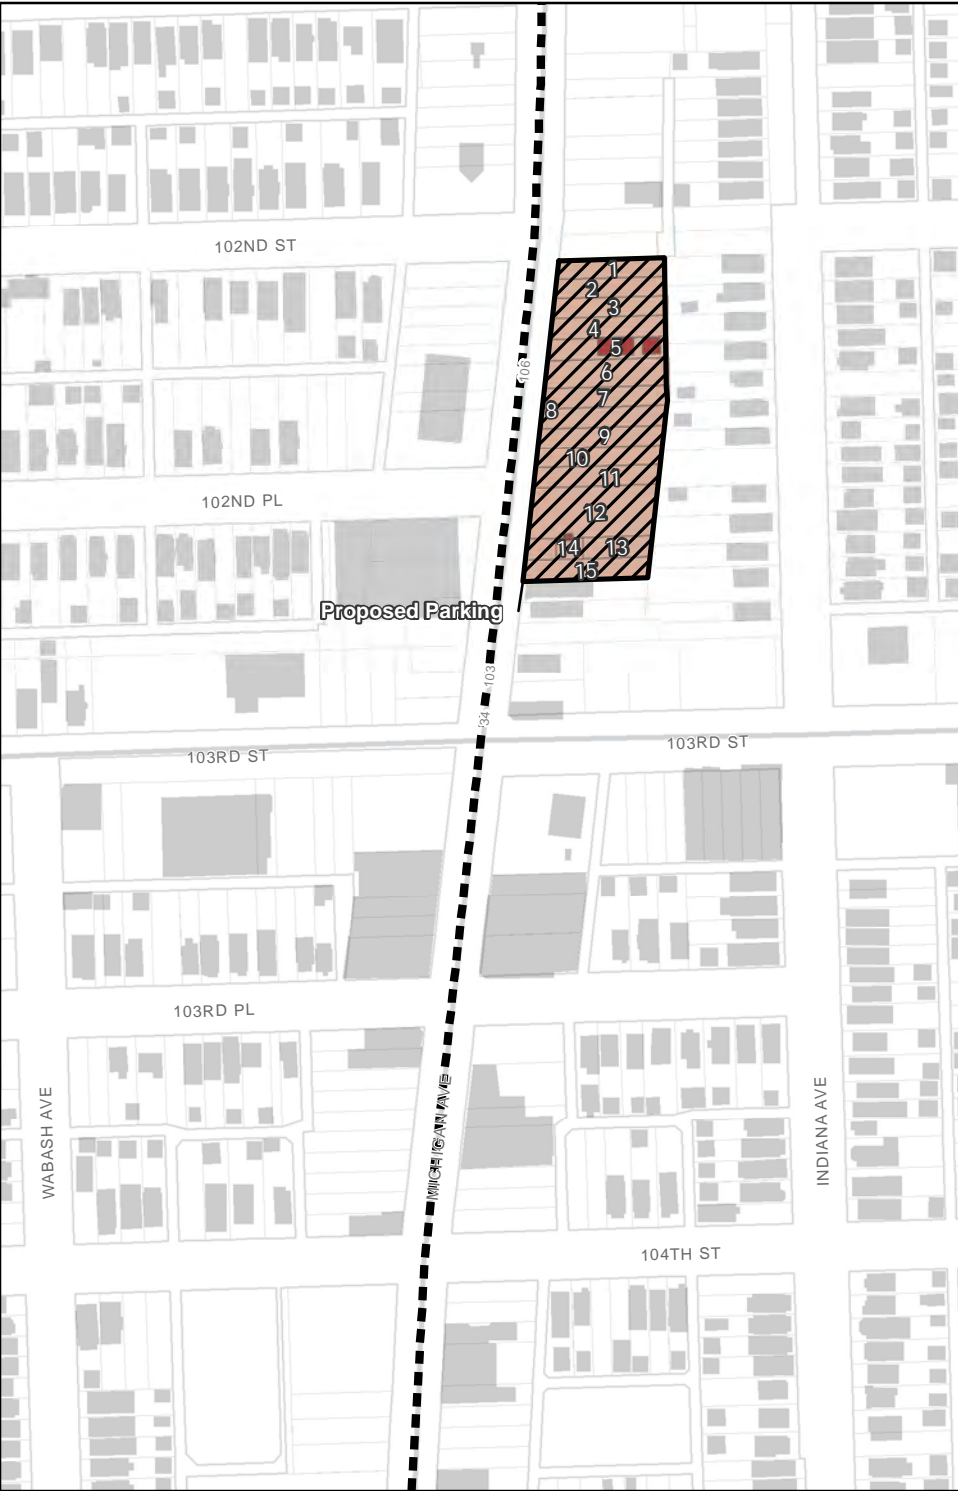 102ND ST
1
2
3
4
5
6
106
7
8
9
10
11
102ND PL
12
14
13
15
Proposed Parking
103
34
103RD ST
103RD ST
103RD PL
MICHIGAN AVE
WABASH AVE
INDIANA AVE
104TH ST